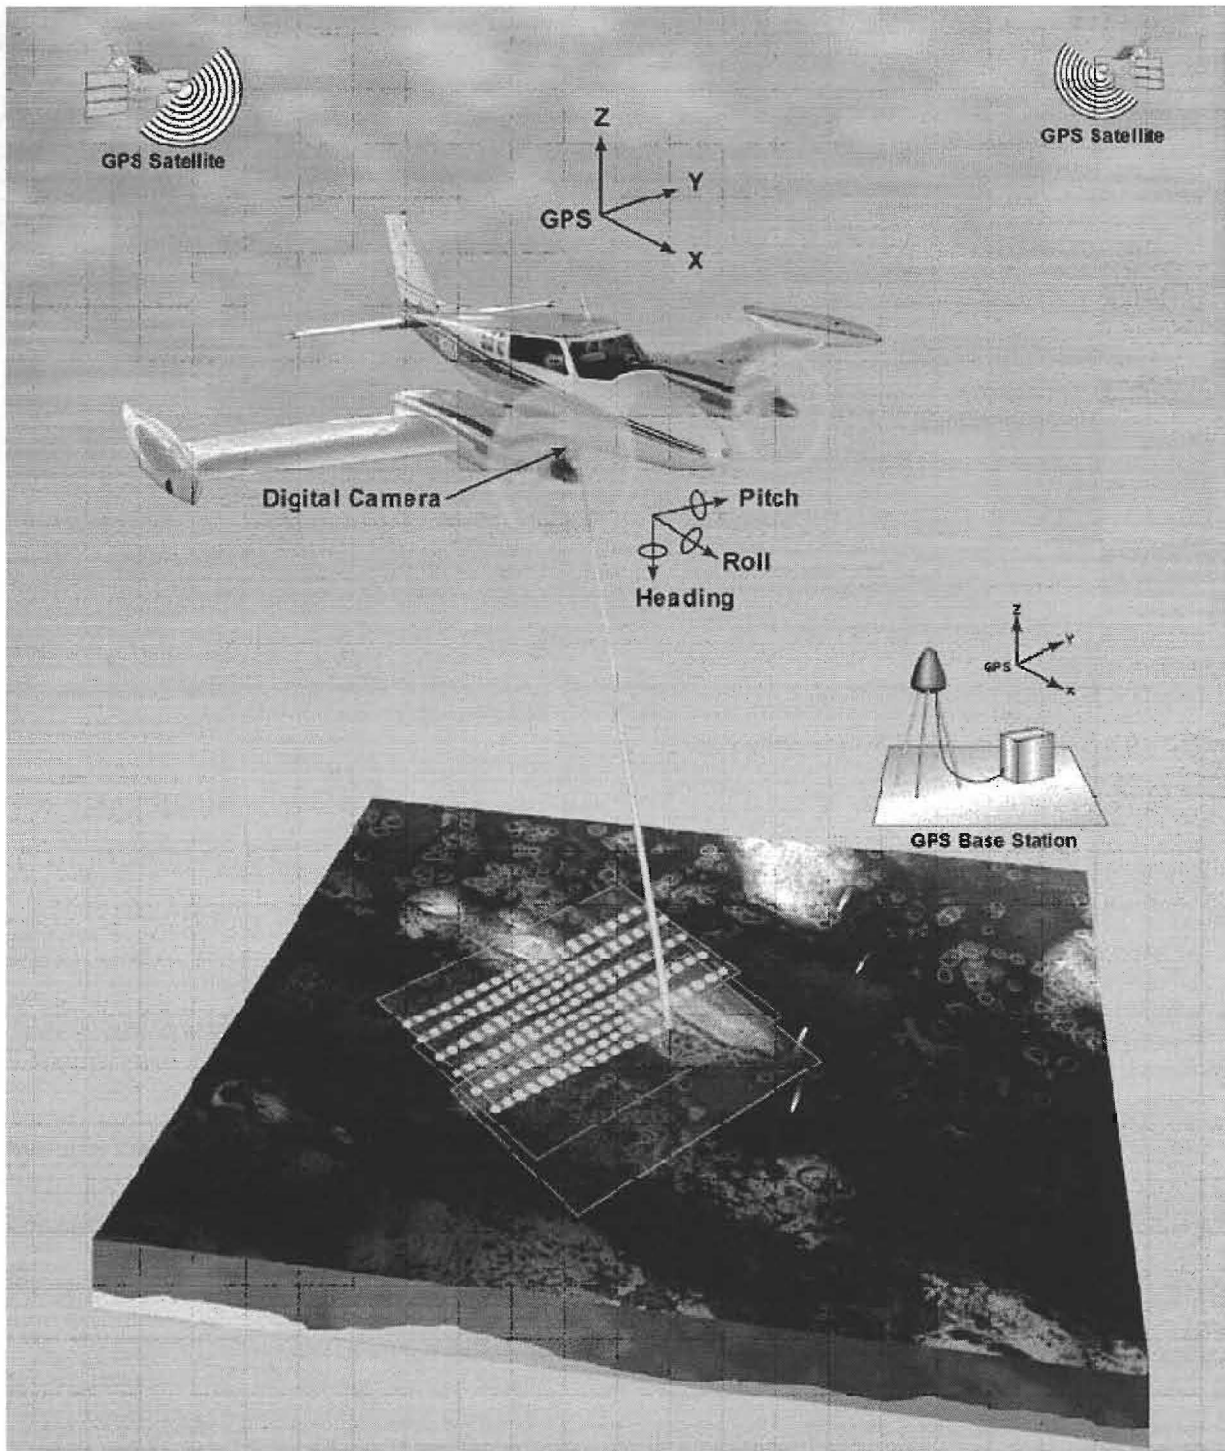 GPS Satellite
GPS Satellite
Z
Y
GPS
X
Digital Camera
Pitch
Roll
Heading
Z
Y
GPS
X
GPS Base Station